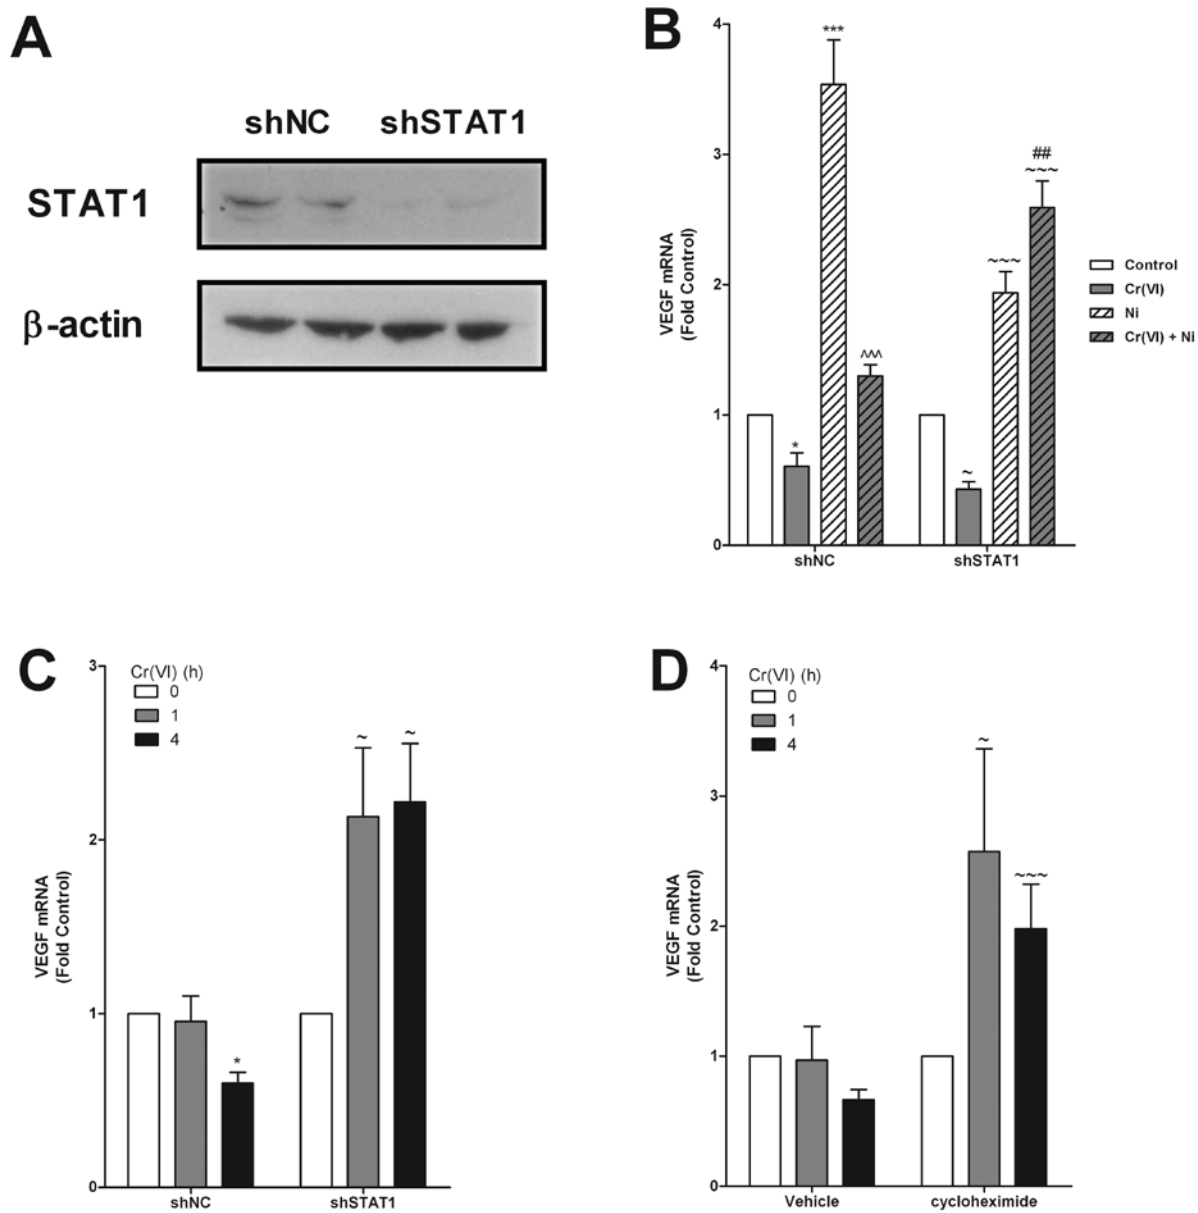 A
shNC shSTAT1
STAT1
β-actin
B
4
3
2
1
0
VEGF mRNA
(Fold Control)
*
***
^^^
~
~~~
##
~~~
shNC shSTAT1
Control
Cr(VI)
Ni
Cr(VI) + Ni
C
3
2
1
0
VEGF mRNA
(Fold Control)
Cr(VI) (h)
0
1
4
*
~ ~
shNC shSTAT1
D
4
3
2
1
0
VEGF mRNA
(Fold Control)
Cr(VI) (h)
0
1
4
~
~~~
Vehicle cycloheximide